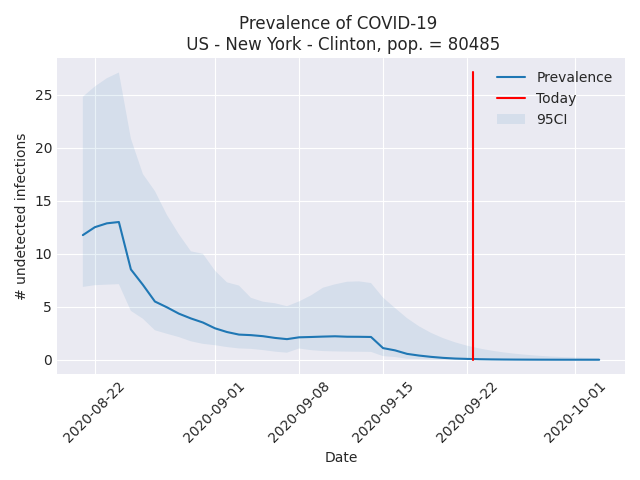 Prevalence of COVID-19
US - New York - Clinton, pop. = 80485
Prevalence
Today
95CI
# undetected infections
25
20
15
10
5
0
2020-08-22
2020-09-01
2020-09-08
2020-09-15
2020-09-22
2020-10-01
Date